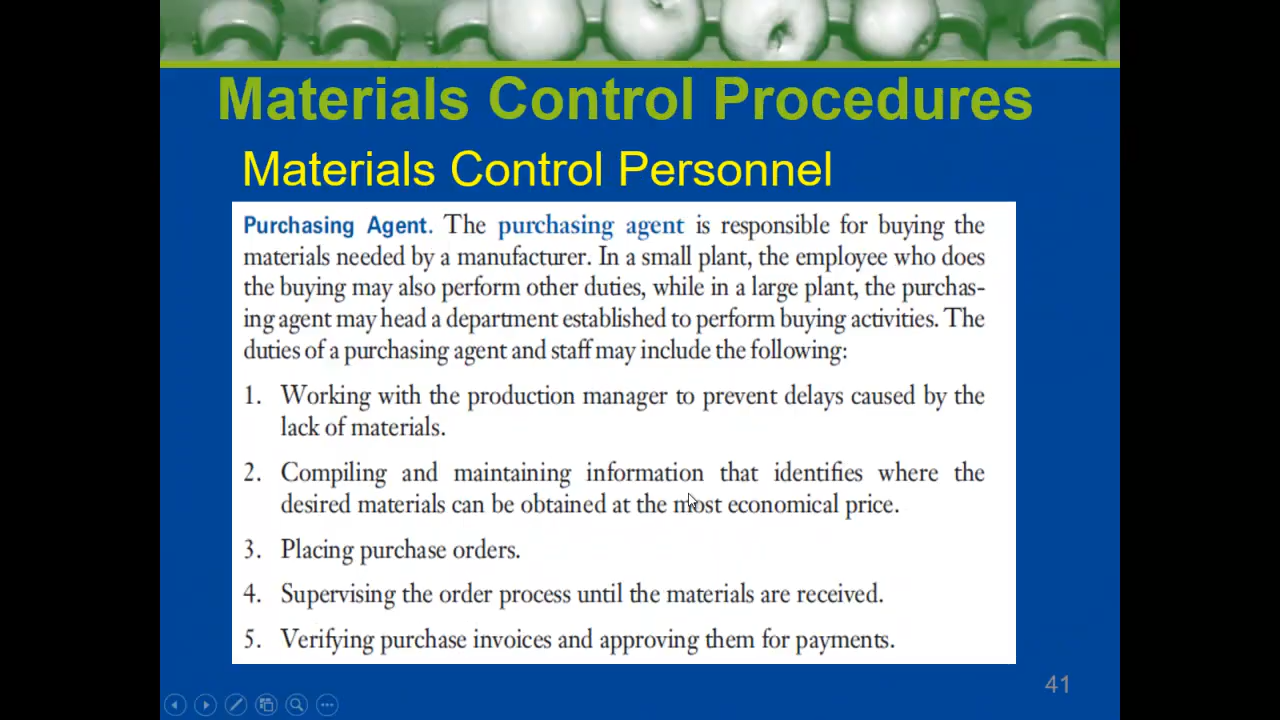 Materials Control Procedures
Materials Control Personnel
Purchasing Agent. The purchasing agent is responsible for buying the
materials needed by a manufacturer. In a small plant, the employee who does
the buying may also perform other duties, while in a large plant, the purchas-
ing agent may head a department established to perform buying activities. The
duties of a purchasing agent and staff may include the following:
1. Working with the production manager to prevent delays caused by the
lack of materials.
2. Compiling and maintaining information that identifies where the
desired materials can be obtained at the most economical price.
3. Placing purchase orders.
4. Supervising the order process until the materials are received.
5. Verifying purchase invoices and approving them for payments.
41